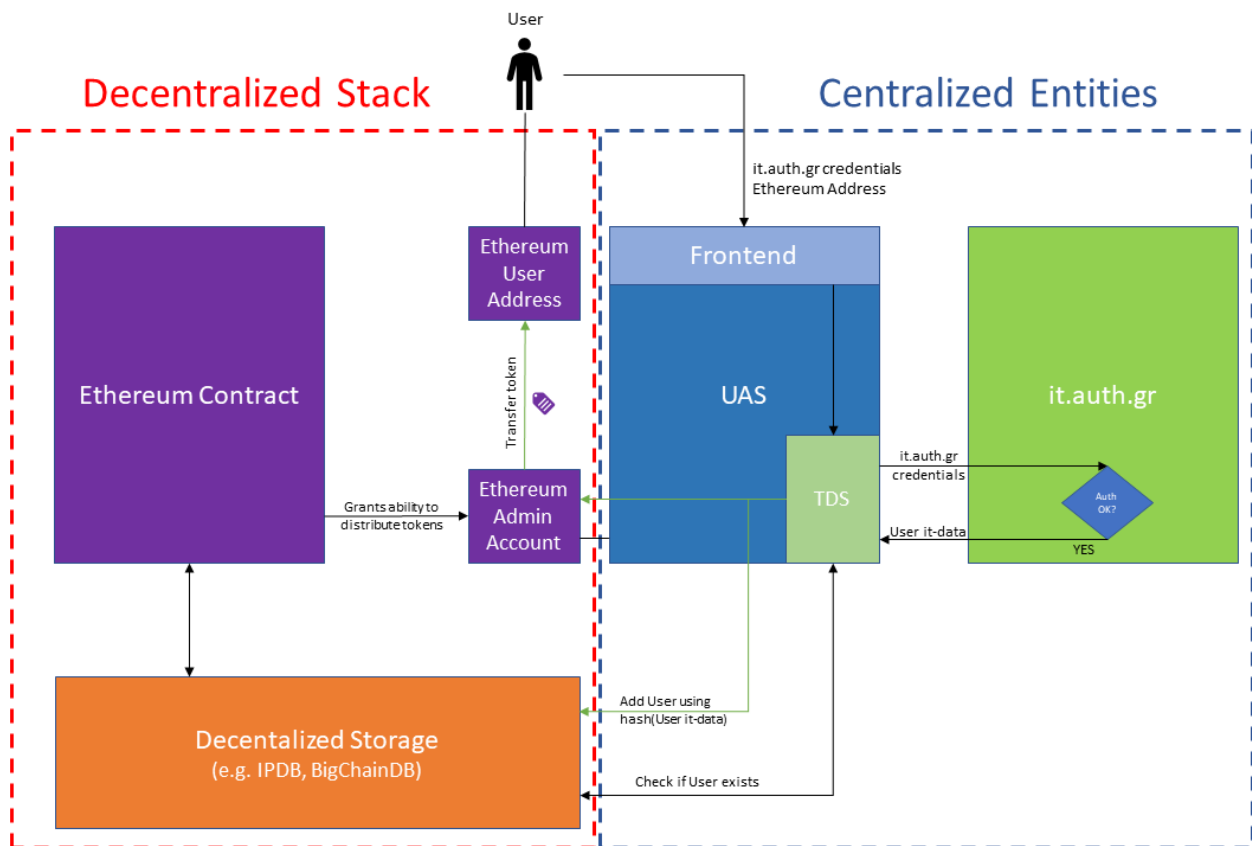 User
Decentralized Stack
Centralized Entities
it.auth.gr credentials
Ethereum Address
Ethereum
User
Address
Frontend
Ethereum Contract
Transfer token
UAS
it.auth.gr
it.auth.gr
credentials
Grants ability to
distribute tokens
Ethereum
Admin
Account
TDS
Auth
OK?
User it-data
YES
Add User using
hash(User it-data)
Decentalized Storage
(e.g. IPDB, BigChainDB)
Check if User exists